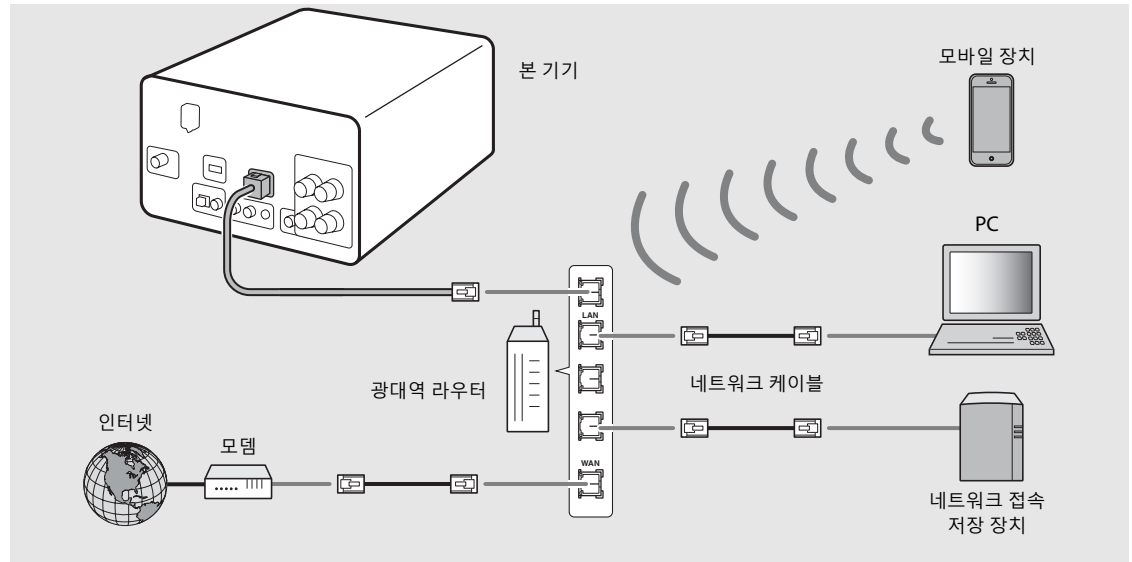 본 기기
모바일 장치
PC
LAN
네트워크 케이블
광대역 라우터
인터넷
모뎀
WAN
네트워크 접속
저장 장치